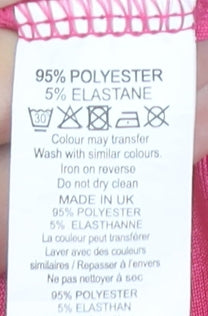 95% POLYESTER
5% ELASTANE
30
Colour may transfer
Wash with similar colours.
Iron on reverse
Do not dry clean
MADE IN UK
95% POLYESTER
5% ELASTHANNE
La couleur peut transférer
Laver avec des couleurs
similaires / Repasser à l'envers
Ne pas nettoyer à sec
95% POLYESTER
5% ELASTHAN